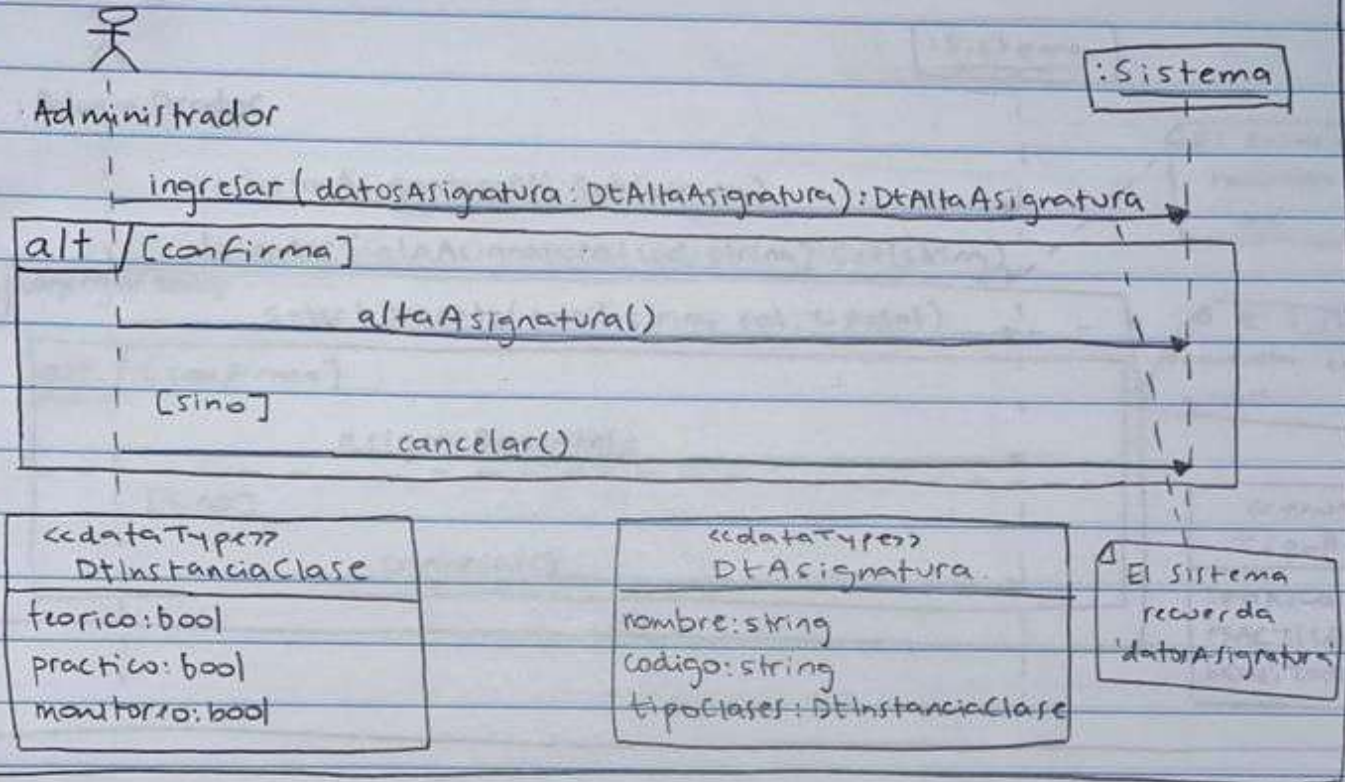 :Sistema
Administrador
ingresar(datosAsignatura:DtAltaAsignatura):DtAltaAsignatura
alt [confirma]
altaAsignatura()
[sino]
cancelar()
<<dataType>>
DtInstanciaClase
teorico:bool
practico:bool
monitoreo:bool
<<dataType>>
DtAsignatura
nombre:string
codigo:string
tipoClases:DtInstanciaClase
El sistema
recuerda
'datosAsignatura'